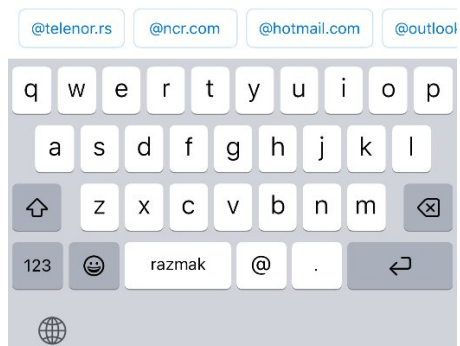 @telenor.rs @ncr.com @hotmail.com @outlook
q w e r t y u i o p
a s d f g h j k l
z x c v b n m
123 razmak @ .